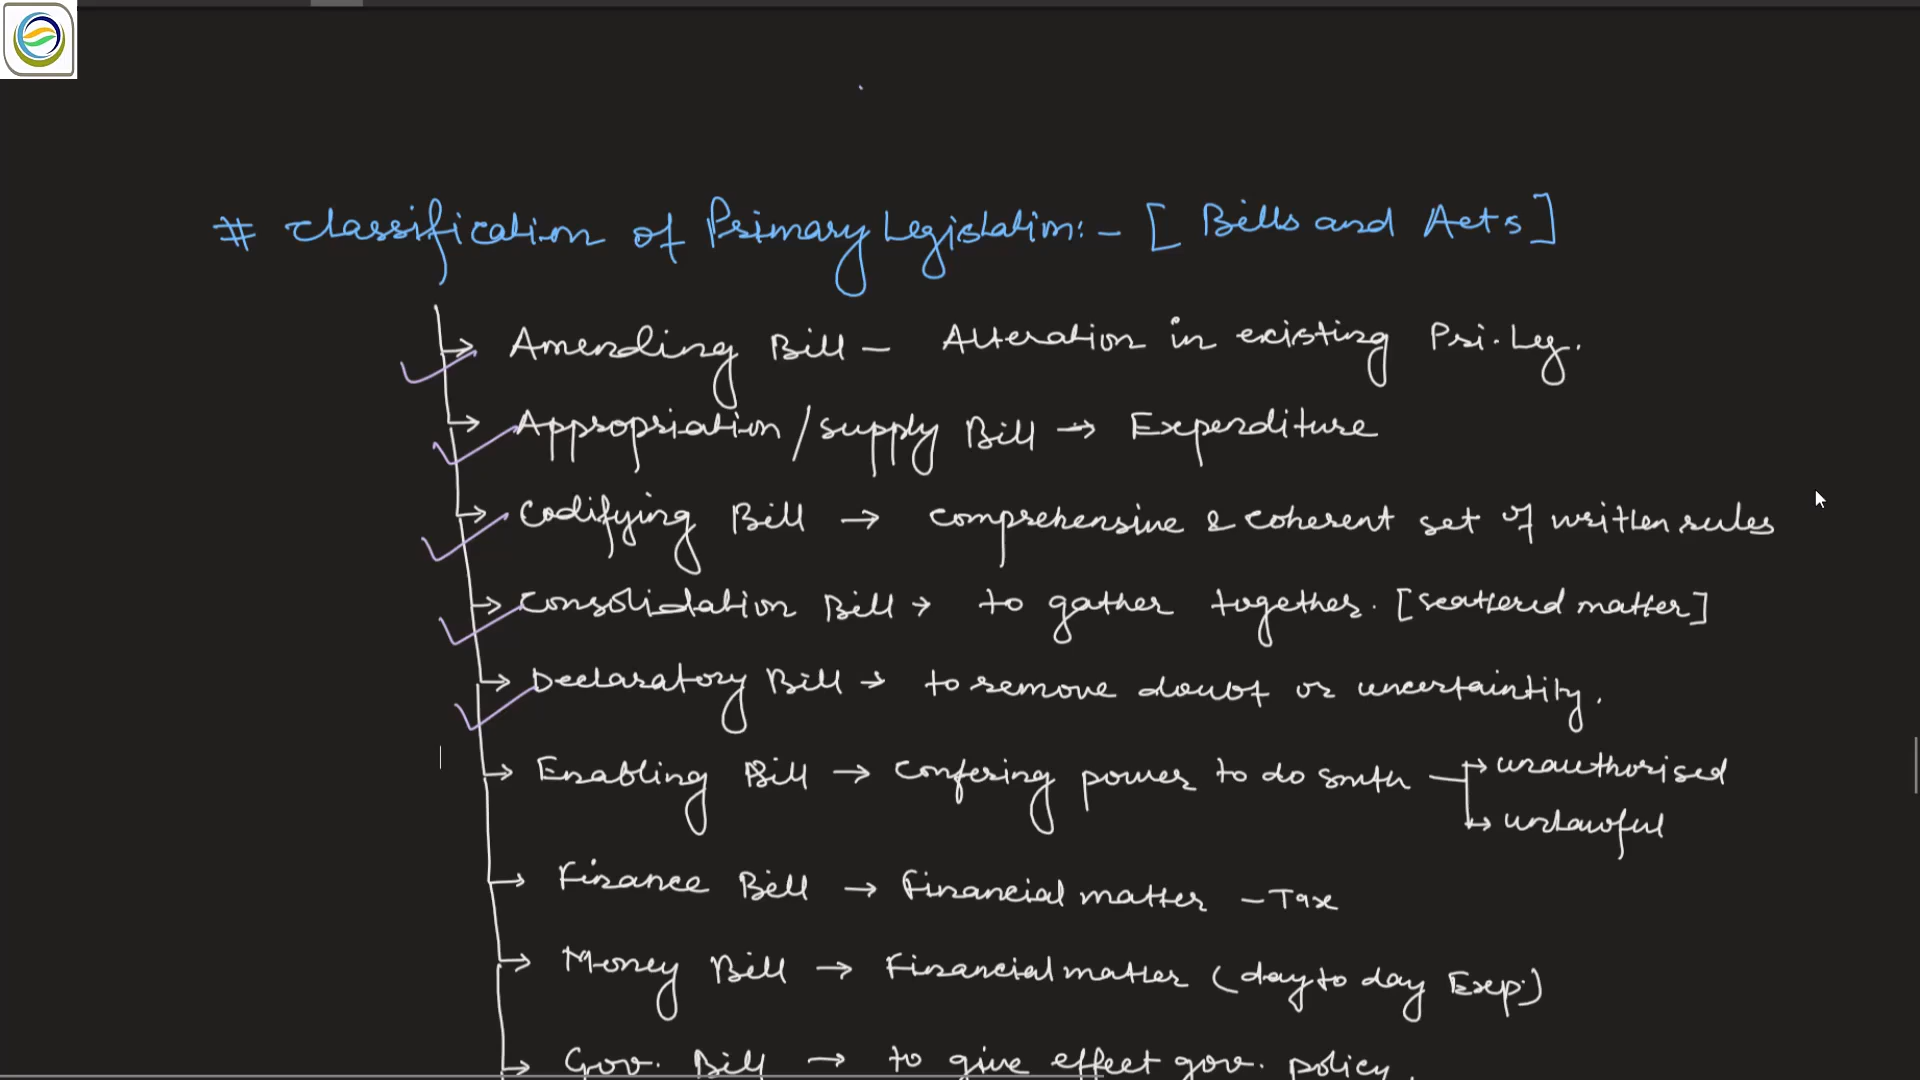 # Classification of Primary Legislation:- [Bills and Acts]
→ Amending Bill - Alteration in existing Pri. Leg.
→ Appropriation/supply Bill → Expenditure
→ Codifying Bill → comprehensive & coherent set of written rules
→ Consolidation Bill → to gather together. [scattered matter]
→ Declaratory Bill → to remove doubt or uncertaintity.
→ Enabling Bill → Confering power to do smth → unauthorised
→ unlawful
→ Finance Bill → Financial matter - Tax
→ Money Bill → Financial matter (day to day Exp.)
→ Gov. Bill → to give effect gov. policy.